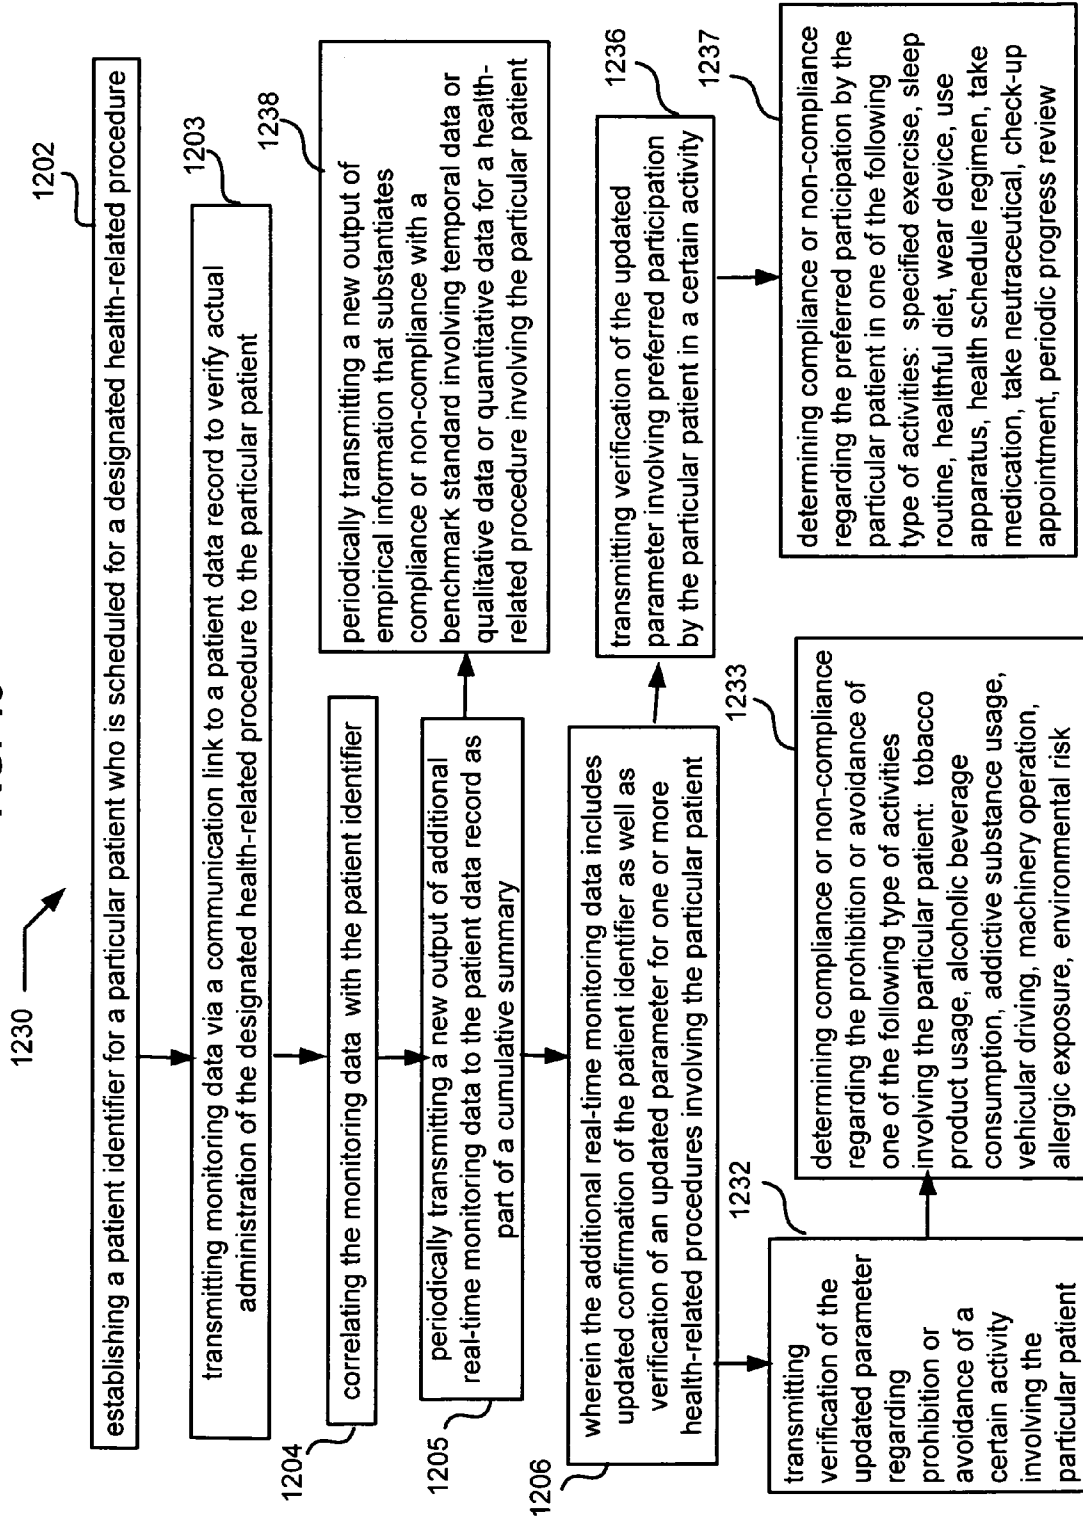 1230
1202
establishing a patient identifier for a particular patient who is scheduled for a designated health-related procedure
1203
transmitting monitoring data via a communication link to a patient data record to verify actual
administration of the designated health-related procedure to the particular patient
1204
correlating the monitoring data with the patient identifier
1205
periodically transmitting a new output of additional
real-time monitoring data to the patient data record as
part of a cumulative summary
1238
periodically transmitting a new output of
empirical information that substantiates
compliance or non-compliance with a
benchmark standard involving temporal data or
qualitative data or quantitative data for a health-
related procedure involving the particular patient
1206
wherein the additional real-time monitoring data includes
updated confirmation of the patient identifier as well as
verification of an updated parameter for one or more
health-related procedures involving the particular patient
1236
transmitting verification of the updated
parameter involving preferred participation
by the particular patient in a certain activity
1232
transmitting
verification of the
updated parameter
regarding
prohibition or
avoidance of a
certain activity
involving the
particular patient
1233
determining compliance or non-compliance
regarding the prohibition or avoidance of
one of the following type of activities
involving the particular patient: tobacco
product usage, alcoholic beverage
consumption, addictive substance usage,
vehicular driving, machinery operation,
allergic exposure, environmental risk
1237
determining compliance or non-compliance
regarding the preferred participation by the
particular patient in one of the following
type of activities: specified exercise, sleep
routine, healthful diet, wear device, use
apparatus, health schedule regimen, take
medication, take neutraceutical, check-up
appointment, periodic progress review